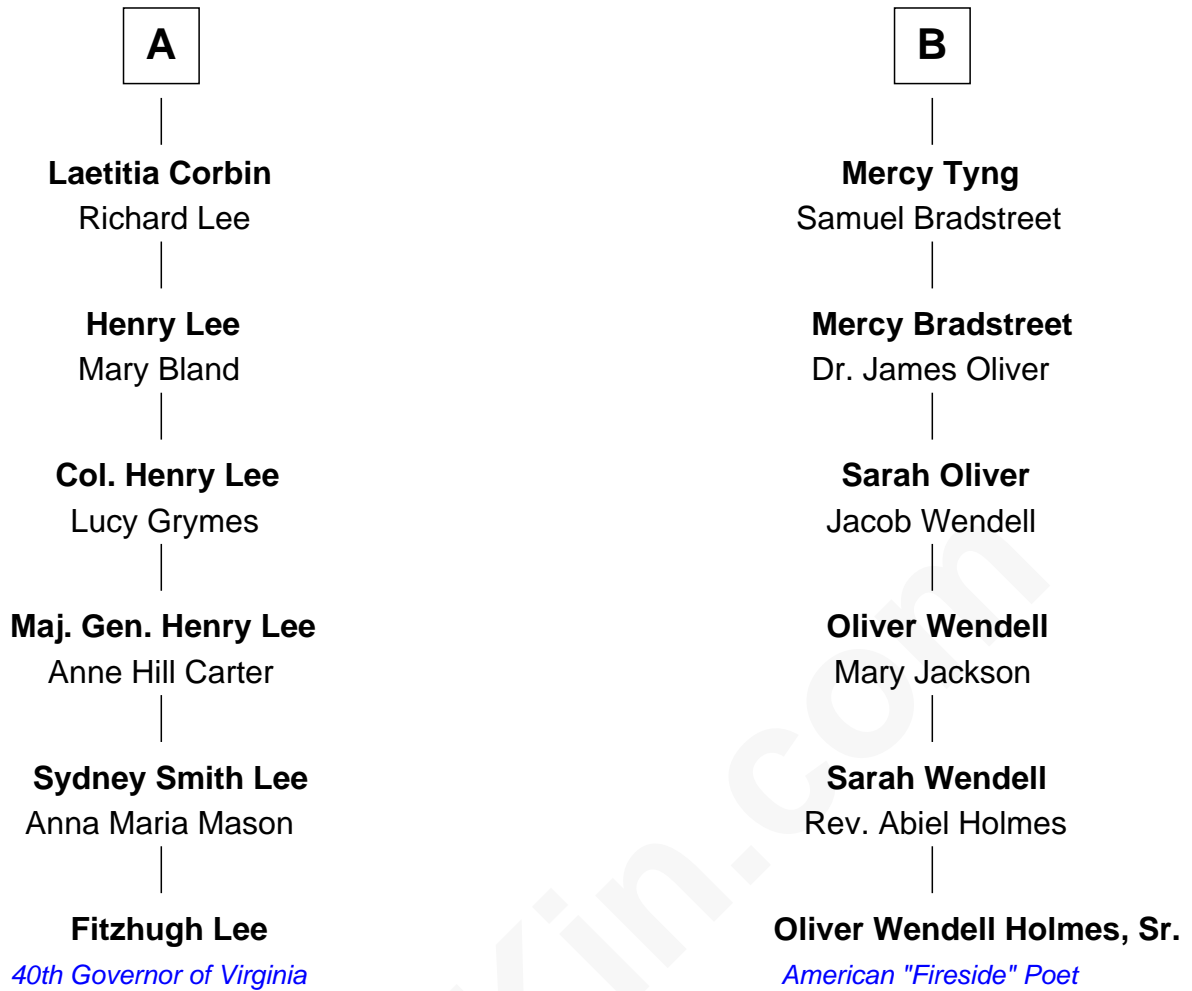 A
Laetitia Corbin
Richard Lee
Henry Lee
Mary Bland
Col. Henry Lee
Lucy Grymes
Maj. Gen. Henry Lee
Anne Hill Carter
Sydney Smith Lee
Anna Maria Mason
Fitzhugh Lee
40th Governor of Virginia
B
Mercy Tyng
Samuel Bradstreet
Mercy Bradstreet
Dr. James Oliver
Sarah Oliver
Jacob Wendell
Oliver Wendell
Mary Jackson
Sarah Wendell
Rev. Abiel Holmes
Oliver Wendell Holmes, Sr.
American "Fireside" Poet
Kin.com